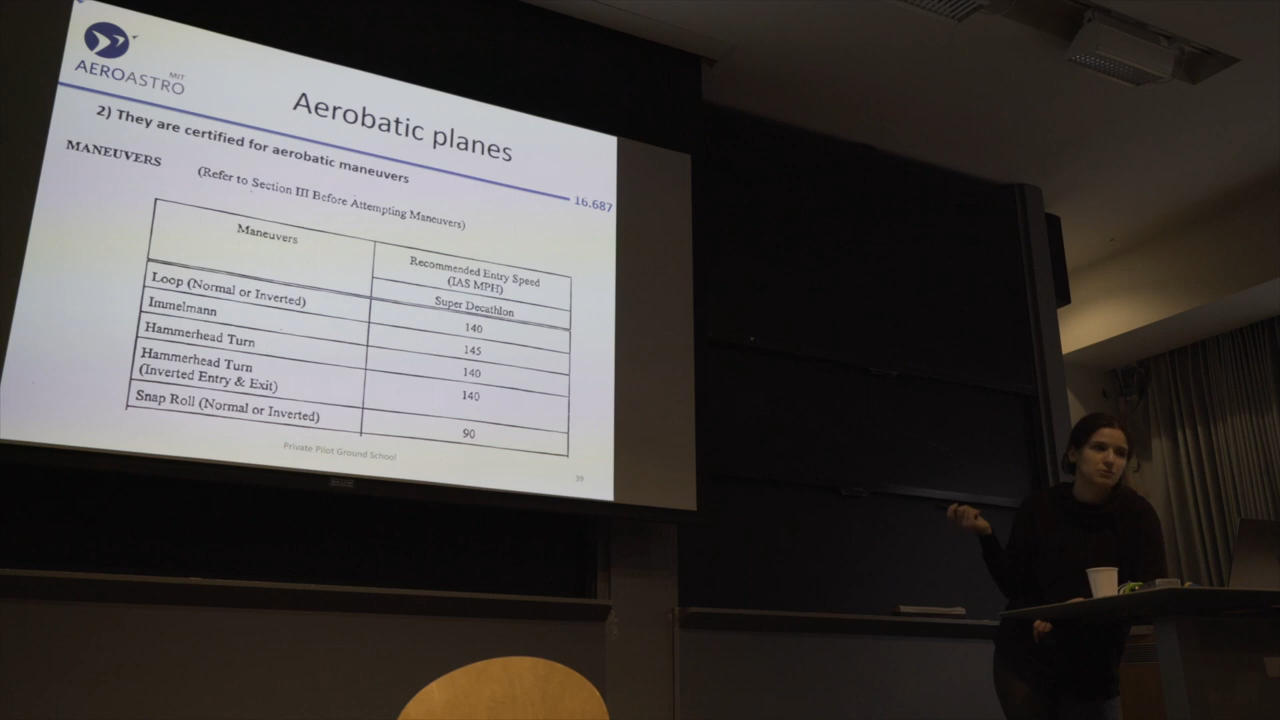 MIT
AEROASTRO
Aerobatic planes
2) They are certified for aerobatic maneuvers
16.687
MANEUVERS
(Refer to Section III Before Attempting Maneuvers)
Maneuvers
Recommended Entry Speed
(IAS MPH)
Super Decathlon
Loop (Normal or Inverted)
140
Immelmann
145
Hammerhead Turn
140
Hammerhead Turn
(Inverted Entry & Exit)
140
Snap Roll (Normal or Inverted)
90
Private Pilot Ground School
39